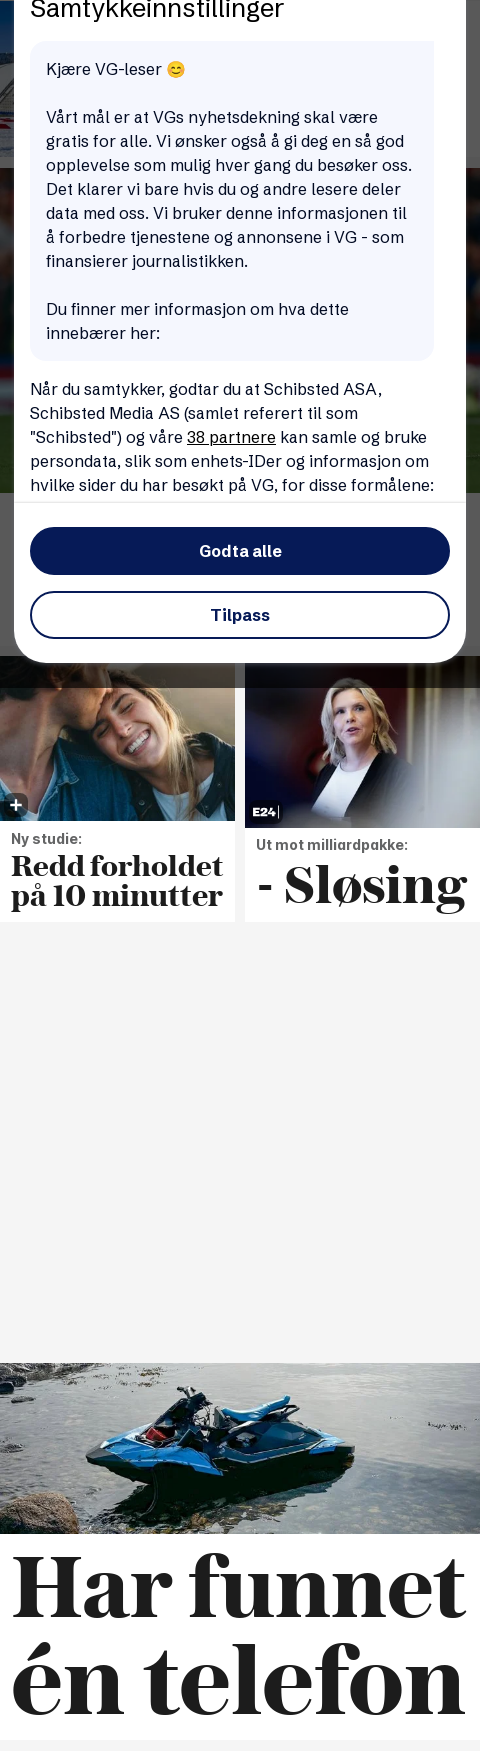 Samtykkeinnstillinger
Kjære VG-leser 😊
Vårt mål er at VGs nyhetsdekning skal være
gratis for alle. Vi ønsker også å gi deg en så god
opplevelse som mulig hver gang du besøker oss.
Det klarer vi bare hvis du og andre lesere deler
data med oss. Vi bruker denne informasjonen til
å forbedre tjenestene og annonsene i VG - som
finansierer journalistikken.
Du finner mer informasjon om hva dette
innebærer her:
Når du samtykker, godtar du at Schibsted ASA,
Schibsted Media AS (samlet referert til som
"Schibsted") og våre 38 partnere kan samle og bruke
persondata, slik som enhets-IDer og informasjon om
hvilke sider du har besøkt på VG, for disse formålene:
Godta alle
Tilpass
+
Ny studie:
Redd forholdet
på 10 minutter
E24
Ut mot milliardpakke:
- Sløsing
Har funnet
én telefon